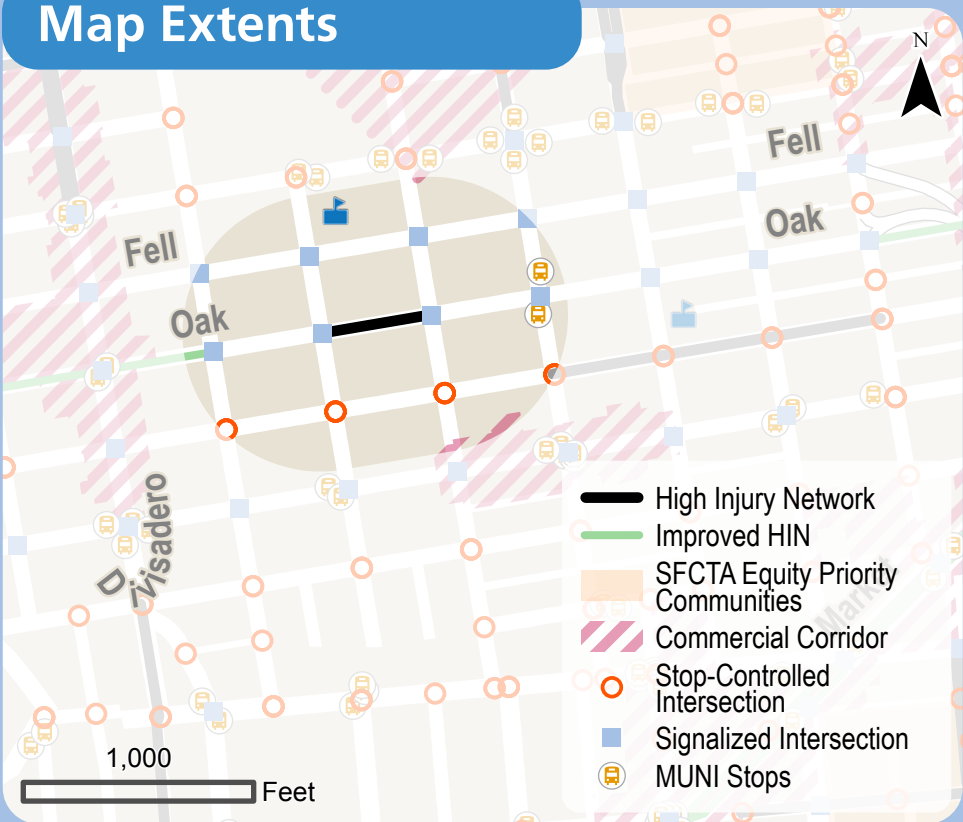 Map Extents
N
Fell
Oak
Fell
Oak
Divisadero
Market
High Injury Network
Improved HIN
SFCTA Equity Priority
Communities
Commercial Corridor
Stop-Controlled
Intersection
Signalized Intersection
MUNI Stops
1,000
Feet